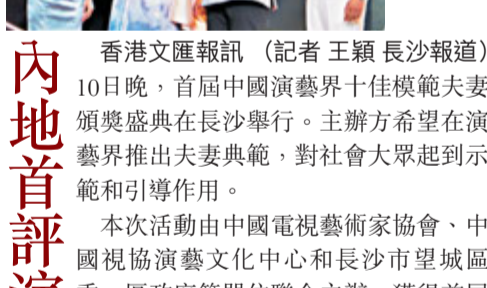 內地首評演
香港文匯報訊 （記者 王穎 長沙報道）
10日晚，首屆中國演藝界十佳模範夫妻
頒獎盛典在長沙舉行。主辦方希望在演
藝界推出夫妻典範，對社會大眾起到示
範和引導作用。
本次活動由中國電視藝術家協會、中
國視協演藝文化中心和長沙市望城區